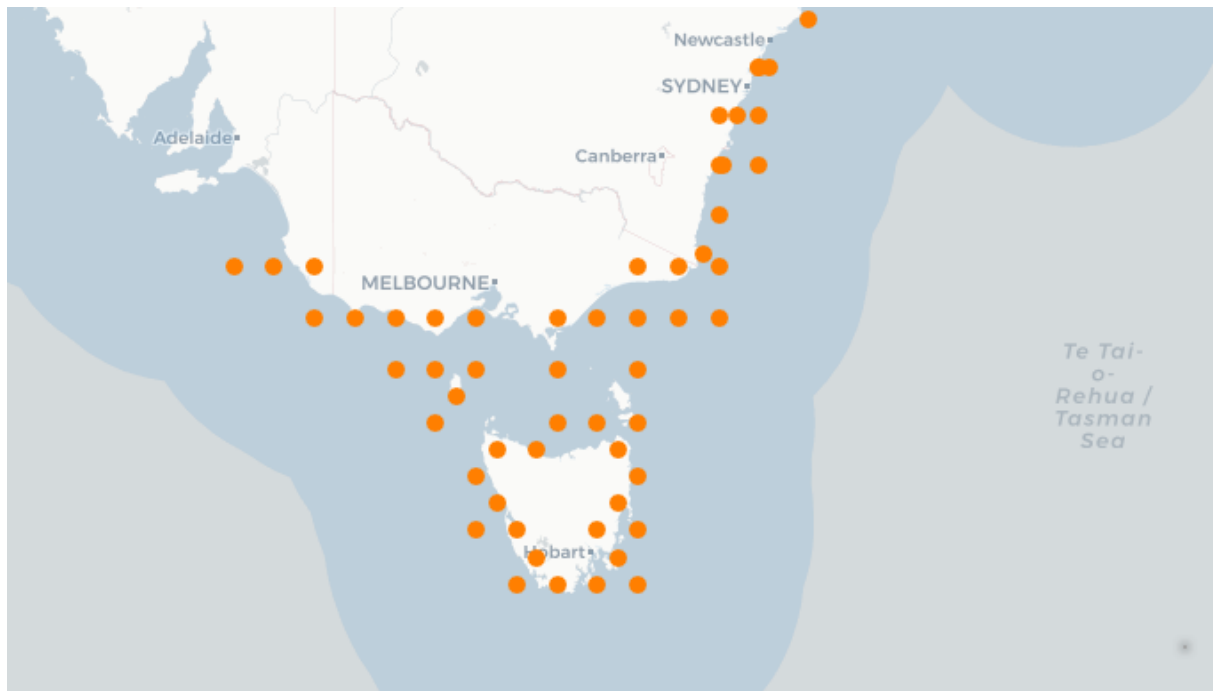 Newcastle
SYDNEY
Adelaide
Canberra
MELBOURNE
Te Tai-
o-
Rehua /
Tasman
Sea
Hobart